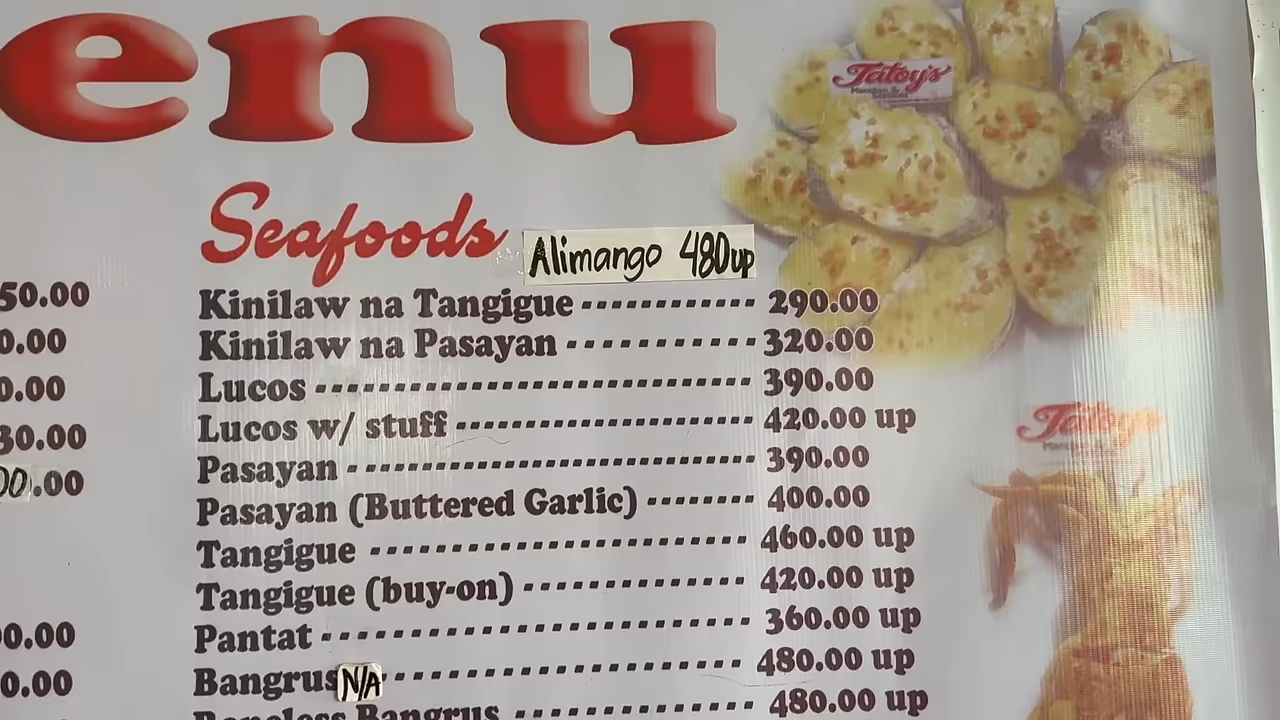 enu
Tatoy's
Seafoods
Alimango 480up
50.00
Kinilaw na Tangigue 290.00
0.00
Kinilaw na Pasayan 320.00
0.00
Lucos 390.00
30.00
Lucos w/ stuff 420.00 up
00.00
Pasayan 390.00
Pasayan (Buttered Garlic) 400.00
Tangigue 460.00 up
Tangigue (buy-on) 420.00 up
0.00
Pantat 360.00 up
0.00
Bangrus N/A 480.00 up
Boneless Bangrus 480.00 up
Tatoy's